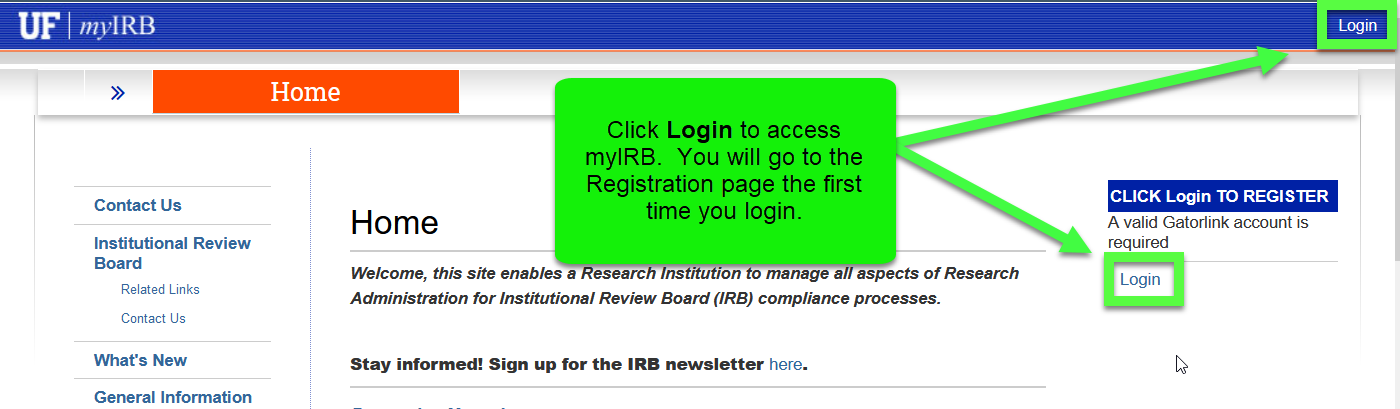 UF | myIRB
Login
»
Home
Click Login to access
myIRB. You will go to the
Registration page the first
time you login.
Contact Us
Institutional Review
Board
Related Links
Contact Us
What's New
General Information
Home
Welcome, this site enables a Research Institution to manage all aspects of Research
Administration for Institutional Review Board (IRB) compliance processes.
Stay informed! Sign up for the IRB newsletter here.
CLICK Login TO REGISTER
A valid Gatorlink account is
required
Login